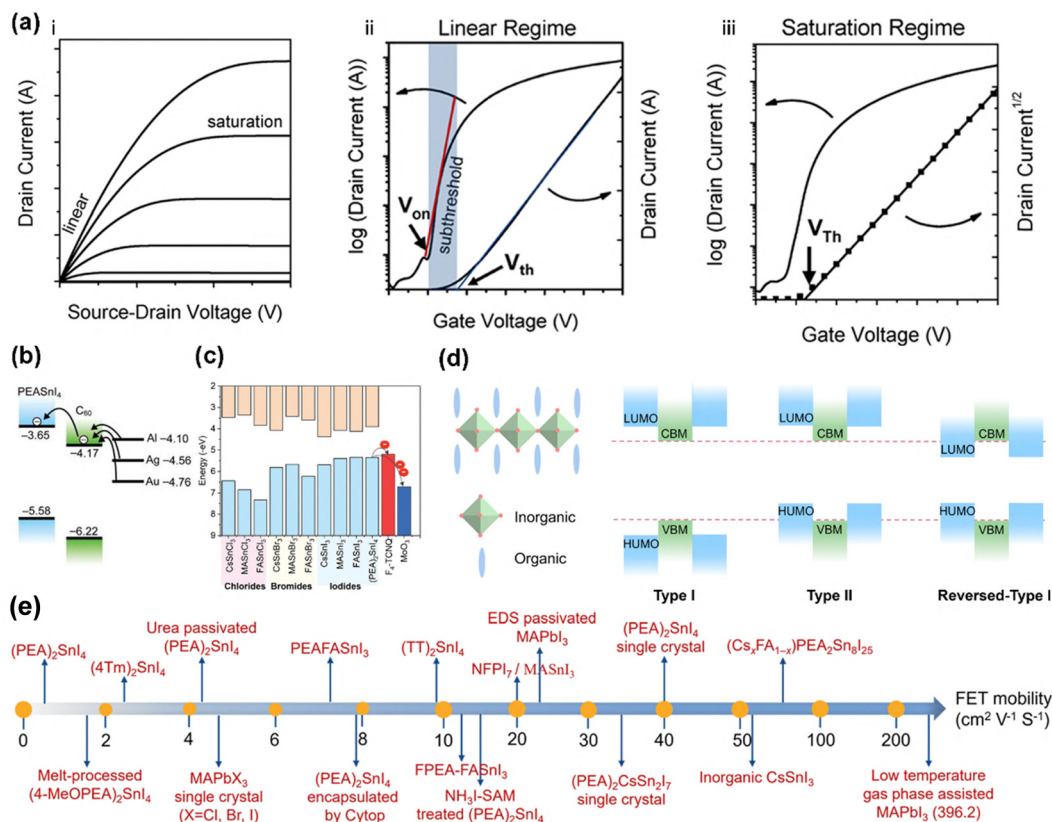 (a)
i
Drain Current (A)
linear
saturation
Source-Drain Voltage (V)
ii
Linear Regime
log (Drain Current (A))
Von
subthreshold
Vth
Drain Current (A)
Gate Voltage (V)
iii
Saturation Regime
log (Drain Current (A))
VTh
Drain Current^1/2
Gate Voltage (V)
(b)
PEASnI4
−3.65
C60
−4.17
Al −4.10
Ag −4.56
Au −4.76
−5.58
−6.22
(c)
Energy (-eV)
2
3
4
5
6
7
8
9
CsSnCl3
MASnCl3
FASnCl3
CsSnBr3
MASnBr3
FASnBr3
CsSnI3
MASnI3
FASnI3
(PEA)2SnI4
F4-TCNQ
MoO3
Chlorides Bromides Iodides
(d)
Inorganic
Organic
LUMO CBM
HUMO VBM
Type I
LUMO CBM
HUMO VBM
Type II
LUMO CBM
HUMO VBM
Reversed-Type I
(e)
(PEA)2SnI4
(4Tm)2SnI4
Urea passivated
(PEA)2SnI4
PEAFASnI3
(TT)2SnI4
NFPI7 / MASnI3
EDS passivated
MAPbI3
(PEA)2SnI4
single crystal
(CsxFA1−x)PEA2Sn8I25
FET mobility
(cm2 V-1 S-1)
0 2 4 6 8 10 20 30 40 50 100 200
Melt-processed
(4-MeOPEA)2SnI4
MAPbX3
single crystal
(X=Cl, Br, I)
(PEA)2SnI4
encapsulated
by Cytop
FPEA-FASnI3
NH3I-SAM
treated (PEA)2SnI4
(PEA)2CsSn2I7
single crystal
Inorganic CsSnI3
Low temperature
gas phase assisted
MAPbI3 (396.2)